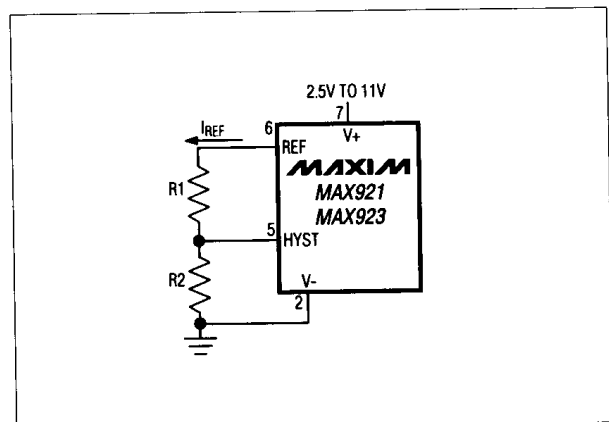 2.5V TO 11V
7
V+
IREF
6
REF
MAXIM
R1
MAX921
MAX923
5
HYST
R2
V-
2